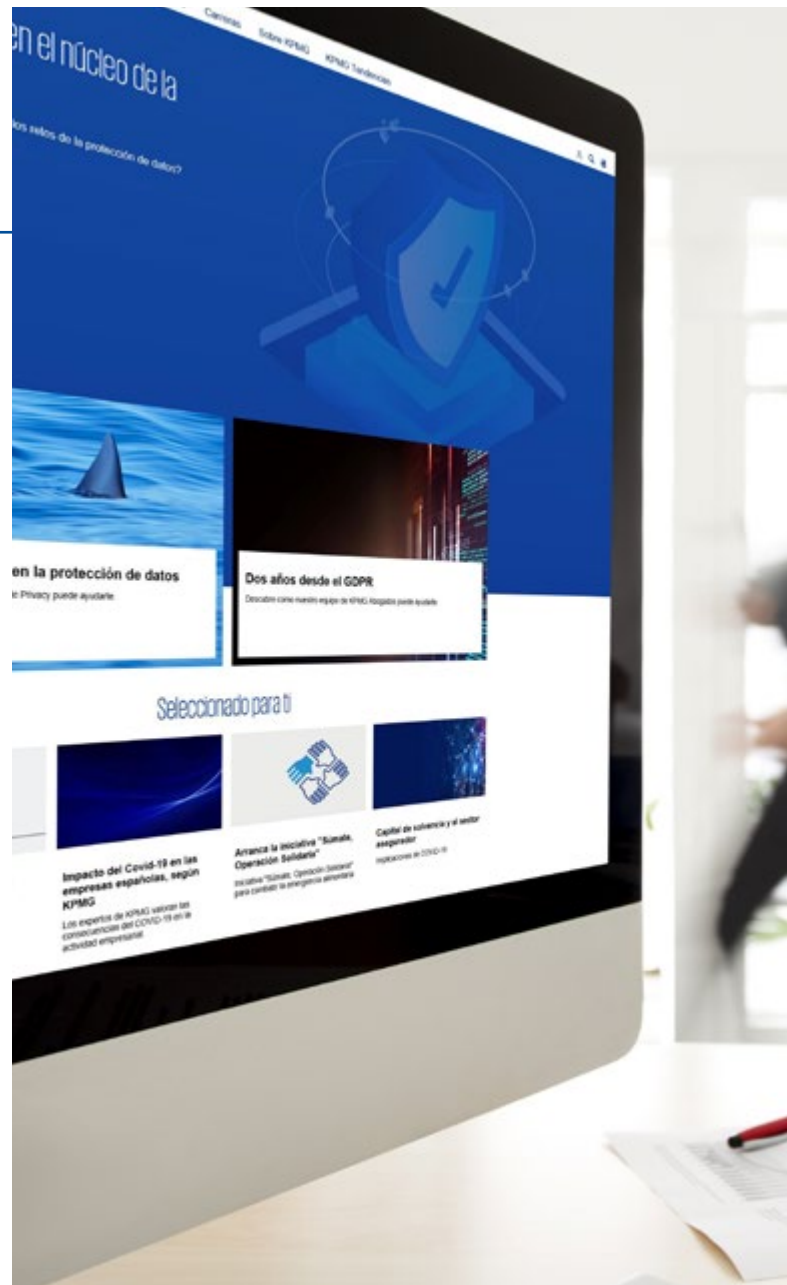 Carreras Sobre KPMG KPMG Tendencias
en el núcleo de la
los retos de la protección de datos?
en la protección de datos
e Privacy puede ayudarte.
Dos años desde el GDPR
Descubre como nuestro equipo de KPMG Abogados puede ayudarte
Seleccionado para ti
Impacto del Covid-19 en las
empresas españolas, según
KPMG
Los expertos de KPMG valoran las
consecuencias del COVID-19 en la
actividad empresarial.
Arranca la iniciativa "Súmate,
Operación Solidaria"
Iniciativa "Súmate, Operación Solidaria"
para combatir la emergencia alimentaria
Capital de solvencia y el sector
asegurador
Implicaciones de COVID-19